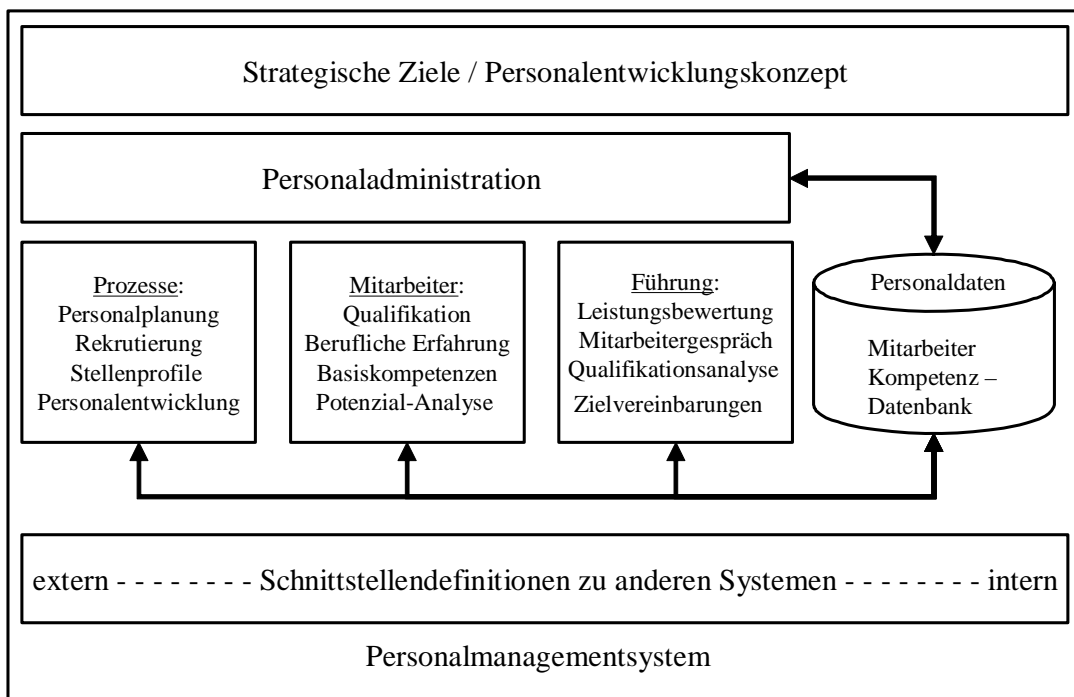 Strategische Ziele / Personalentwicklungskonzept
Personaladministration
Prozesse:
Personalplanung
Rekrutierung
Stellenprofile
Personalentwicklung
Mitarbeiter:
Qualifikation
Berufliche Erfahrung
Basiskompetenzen
Potenzial-Analyse
Führung:
Leistungsbewertung
Mitarbeitergespräch
Qualifikationsanalyse
Zielvereinbarungen
Personaldaten
Mitarbeiter
Kompetenz –
Datenbank
extern - - - - - - - - Schnittstellendefinitionen zu anderen Systemen - - - - - - - - intern
Personalmanagementsystem